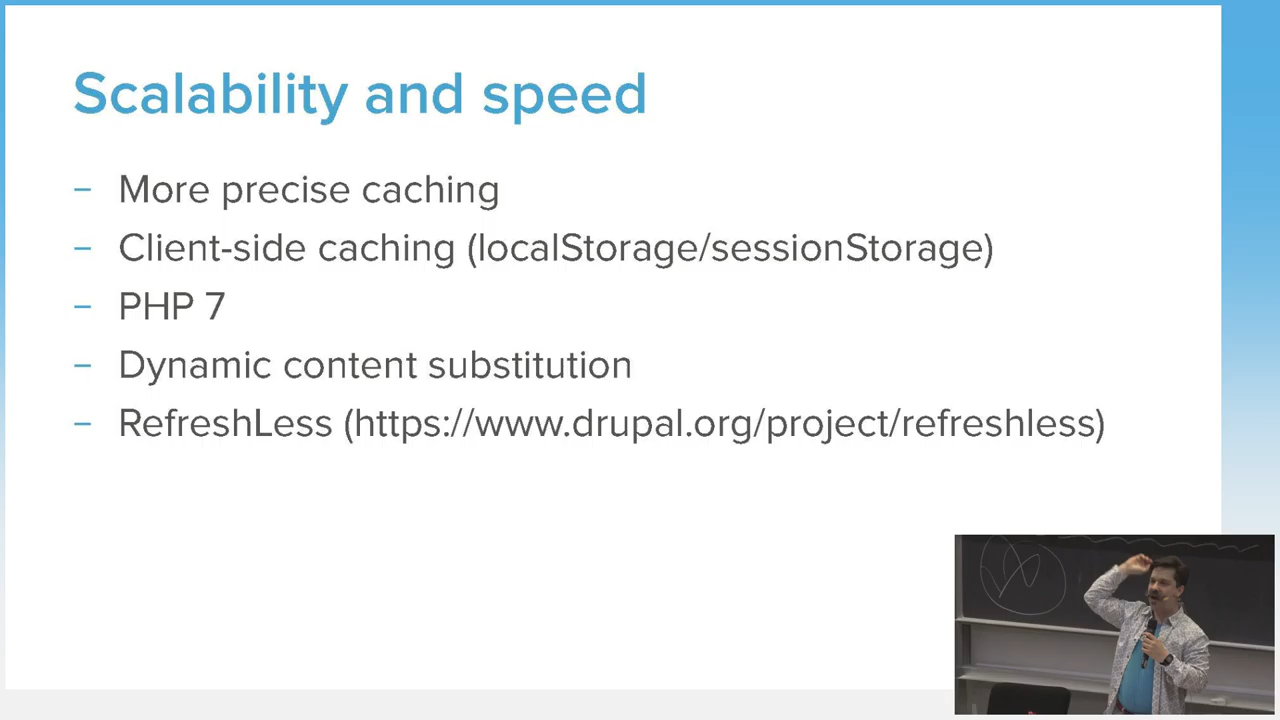 Scalability and speed
– More precise caching
– Client-side caching (localStorage/sessionStorage)
– PHP 7
– Dynamic content substitution
– RefreshLess (https://www.drupal.org/project/refreshless)